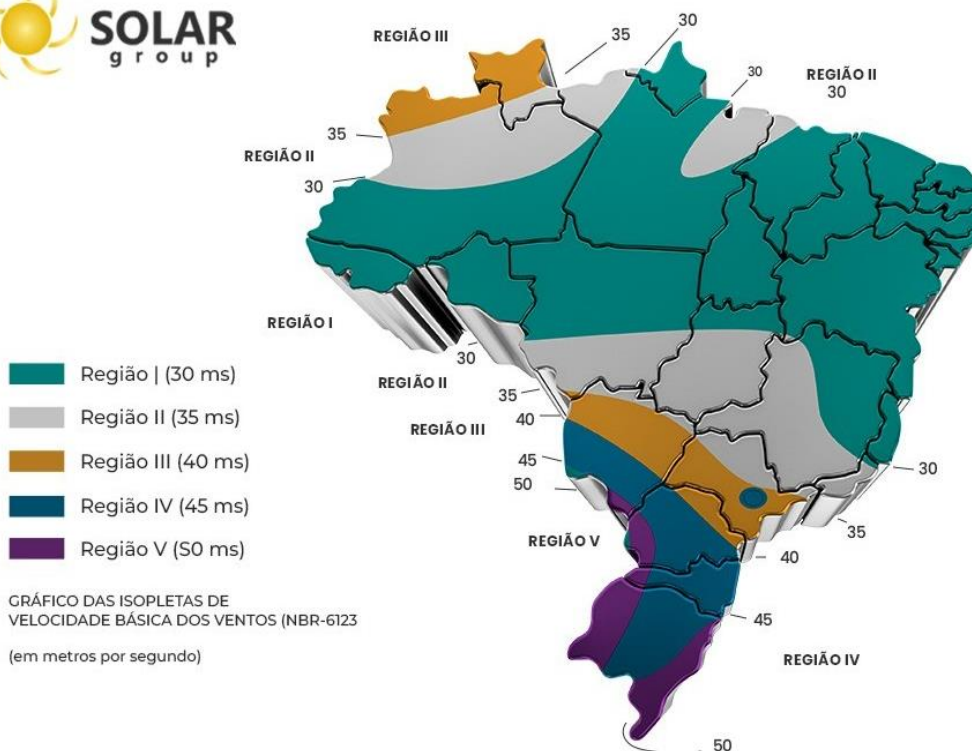 SOLAR
group
REGIÃO III
35
30
30
REGIÃO II
30
35
REGIÃO II
30
REGIÃO I
30
REGIÃO II
35
40
REGIÃO III
45
50
REGIÃO V
30
35
40
45
REGIÃO IV
50
Região I (30 ms)
Região II (35 ms)
Região III (40 ms)
Região IV (45 ms)
Região V (50 ms)
GRÁFICO DAS ISOPLETAS DE
VELOCIDADE BÁSICA DOS VENTOS (NBR-6123
(em metros por segundo)